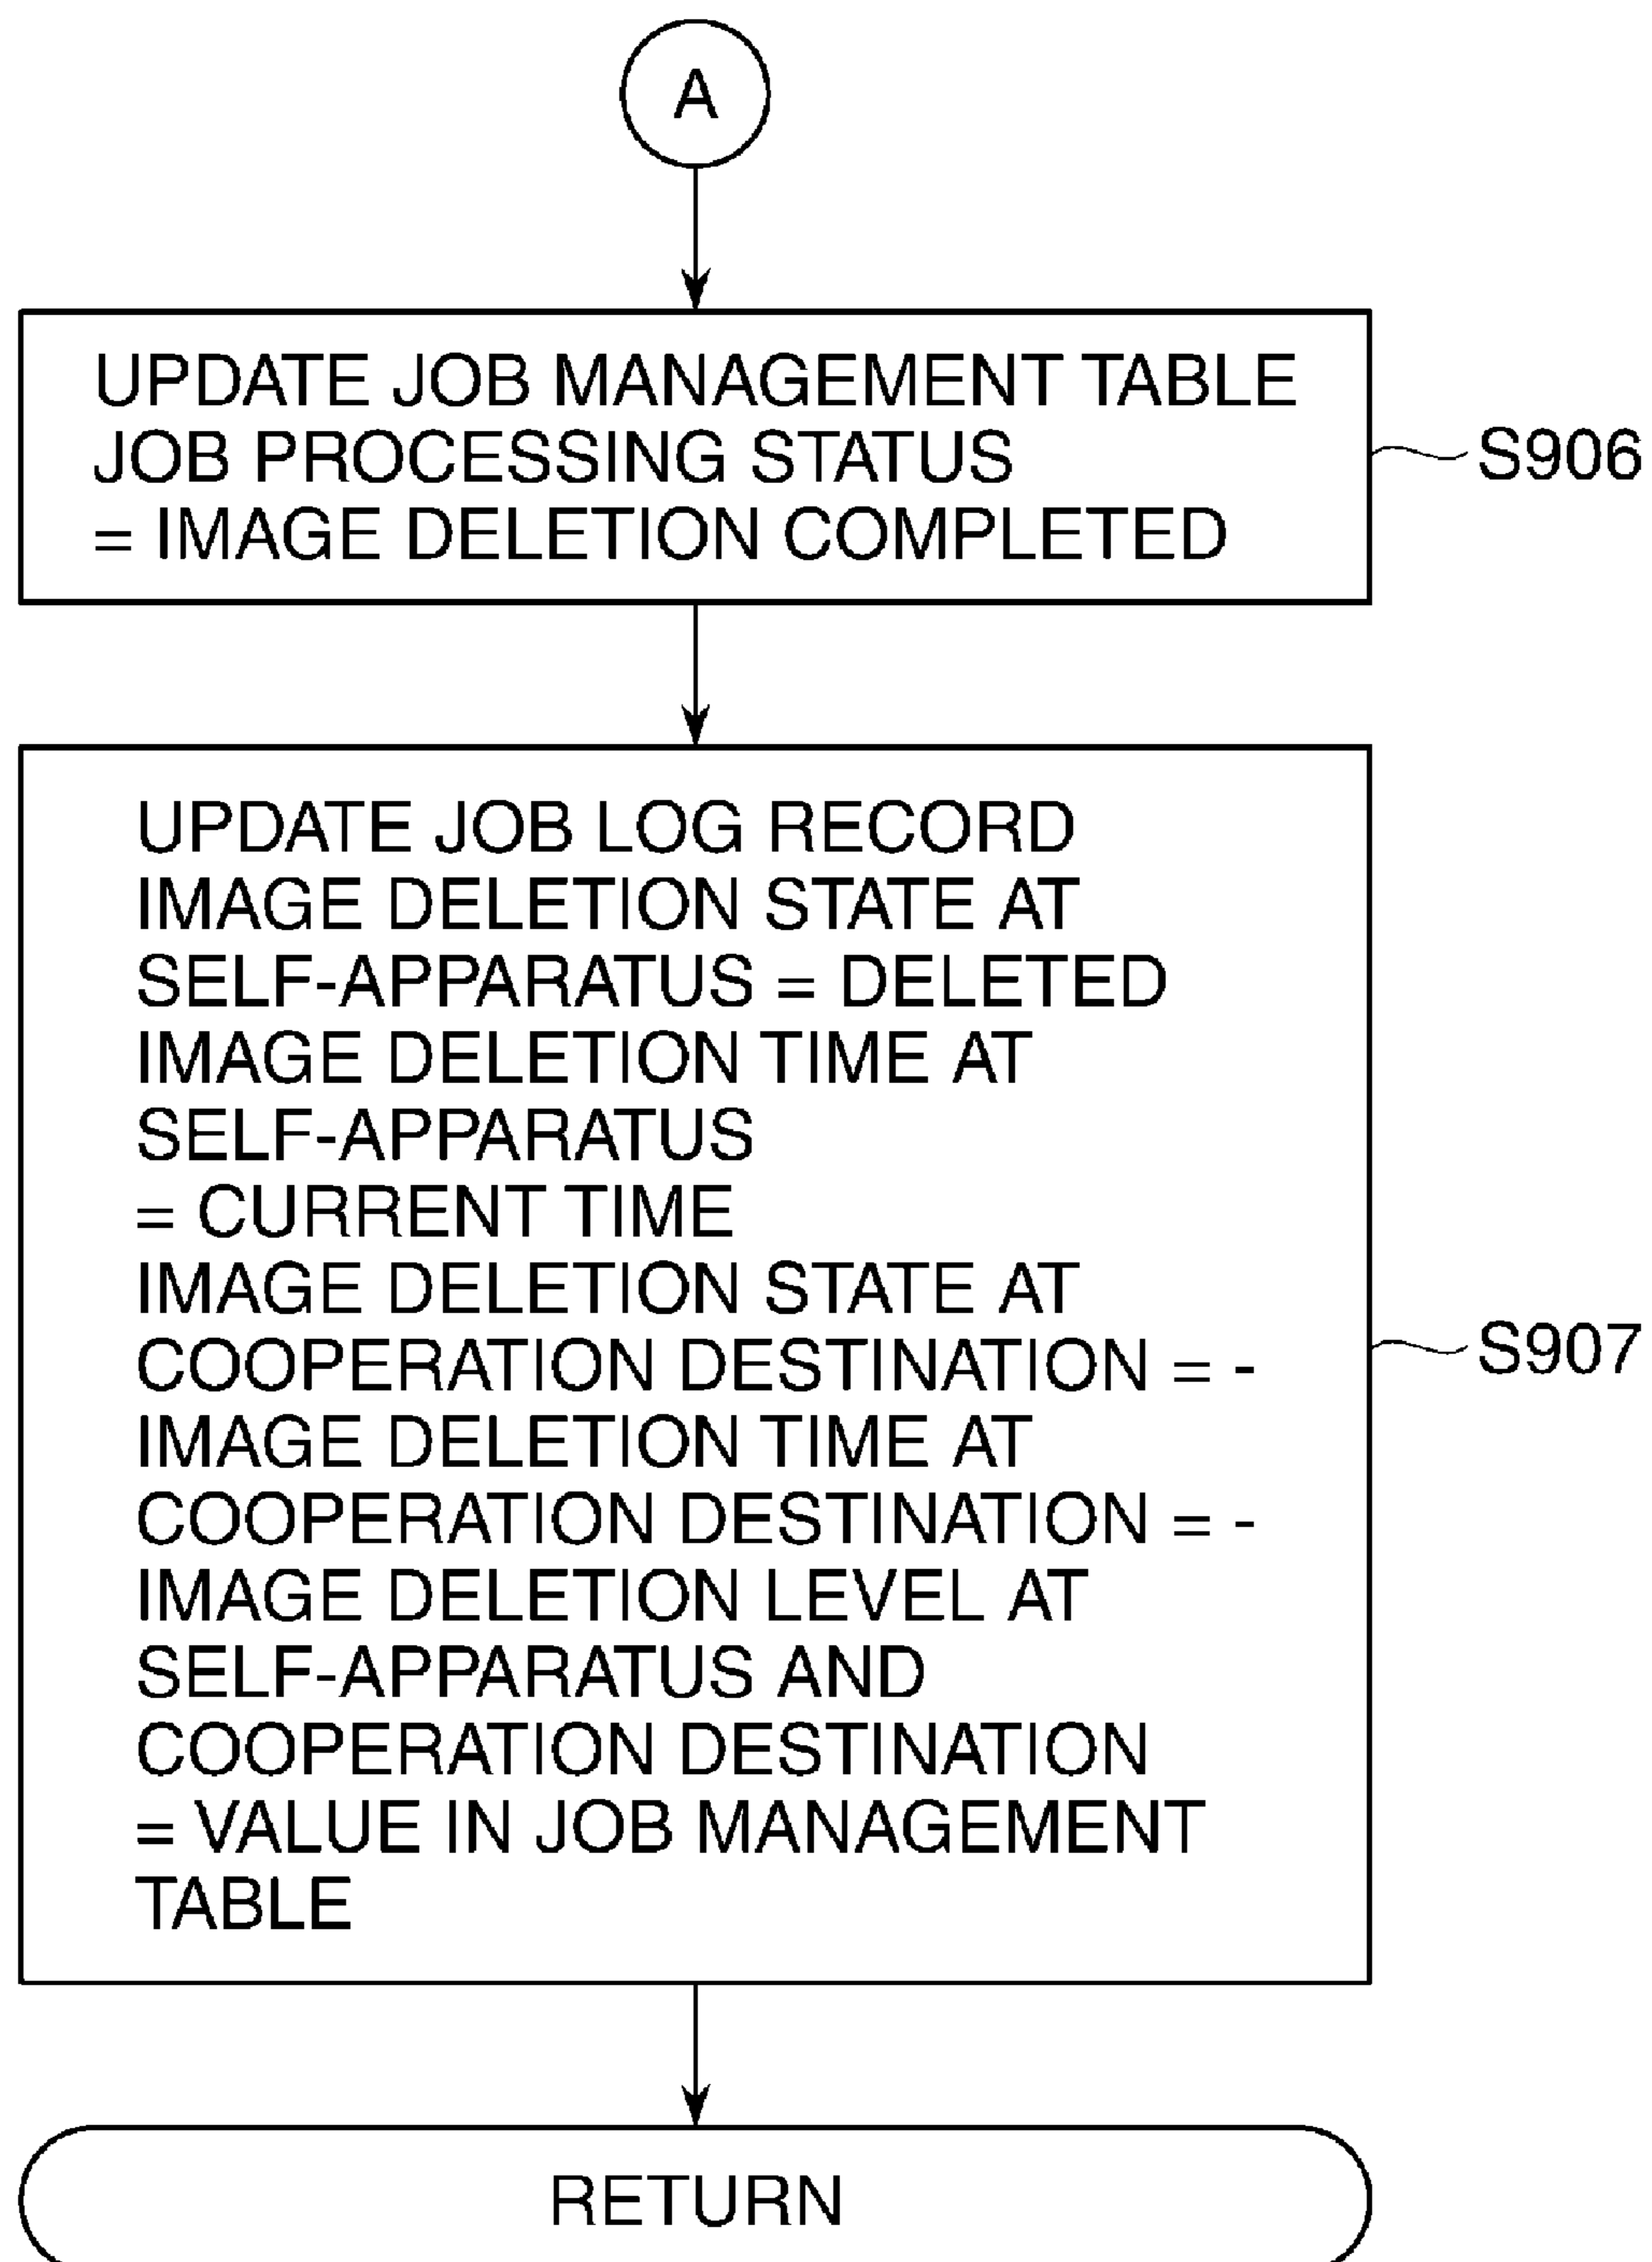 A
UPDATE JOB MANAGEMENT TABLE
JOB PROCESSING STATUS
= IMAGE DELETION COMPLETED
S906
UPDATE JOB LOG RECORD
IMAGE DELETION STATE AT
SELF-APPARATUS = DELETED
IMAGE DELETION TIME AT
SELF-APPARATUS
= CURRENT TIME
IMAGE DELETION STATE AT
COOPERATION DESTINATION = -
IMAGE DELETION TIME AT
COOPERATION DESTINATION = -
IMAGE DELETION LEVEL AT
SELF-APPARATUS AND
COOPERATION DESTINATION
= VALUE IN JOB MANAGEMENT
TABLE
S907
RETURN